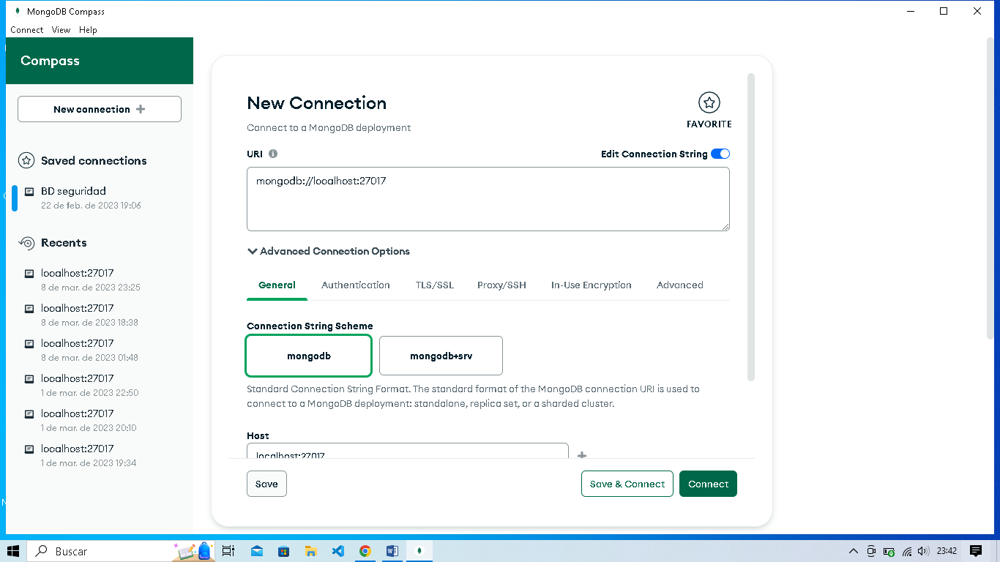 MongoDB Compass
Connect View Help
Compass
New connection
Saved connections
BD seguridad
22 de feb. de 2023 19:06
Recents
localhost:27017
8 de mar. de 2023 23:25
localhost:27017
8 de mar. de 2023 18:38
localhost:27017
8 de mar. de 2023 01:48
localhost:27017
1 de mar. de 2023 22:50
localhost:27017
1 de mar. de 2023 20:10
localhost:27017
1 de mar. de 2023 19:34
New Connection
FAVORITE
Connect to a MongoDB deployment
URI
Edit Connection String
mongodb://localhost:27017
Advanced Connection Options
General Authentication TLS/SSL Proxy/SSH In-Use Encryption Advanced
Connection String Scheme
mongodb mongodb+srv
Standard Connection String Format. The standard format of the MongoDB connection URI is used to
connect to a MongoDB deployment: standalone, replica set, or a sharded cluster.
Host
localhost:27017
Save Save & Connect Connect
Buscar
23:42